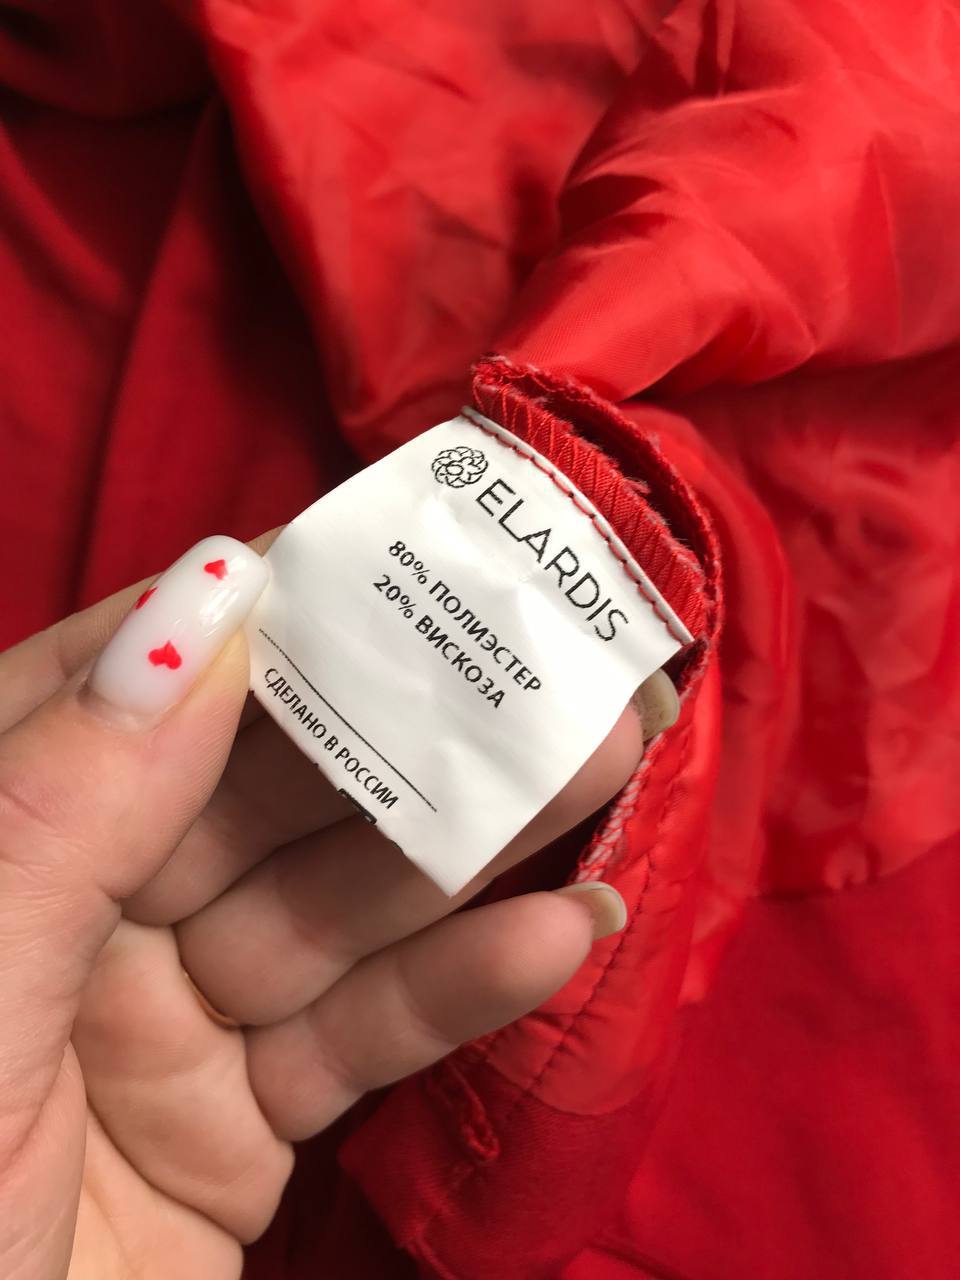 ELARDIS
80% ПОЛИЭСТЕР
20% ВИСКОЗА
СДЕЛАНО В РОССИИ